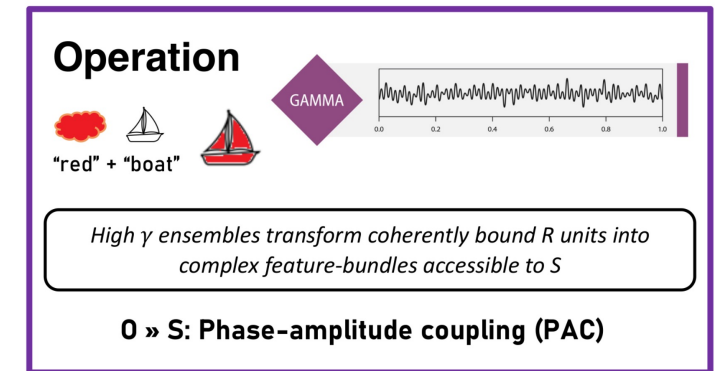 Operation
GAMMA
0.0 0.2 0.4 0.6 0.8 1.0
“red” + “boat”
High γ ensembles transform coherently bound R units into
complex feature-bundles accessible to S
O » S: Phase-amplitude coupling (PAC)